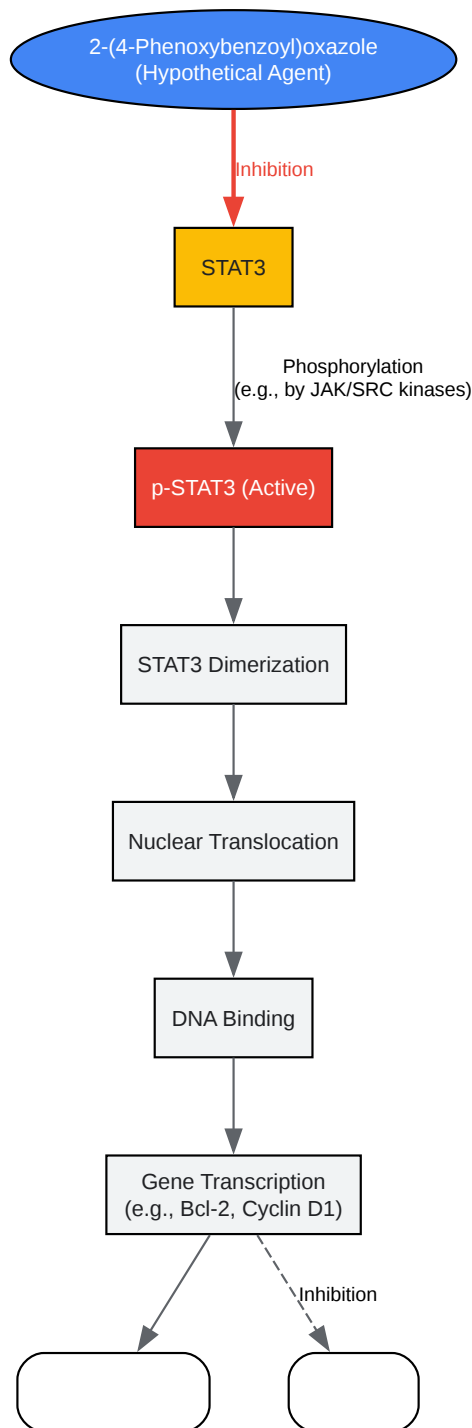 2-(4-Phenoxybenzoyl)oxazole
(Hypothetical Agent)
Inhibition
STAT3
Phosphorylation
(e.g., by JAK/SRC kinases)
p-STAT3 (Active)
STAT3 Dimerization
Nuclear Translocation
DNA Binding
Gene Transcription
(e.g., Bcl-2, Cyclin D1)
Inhibition